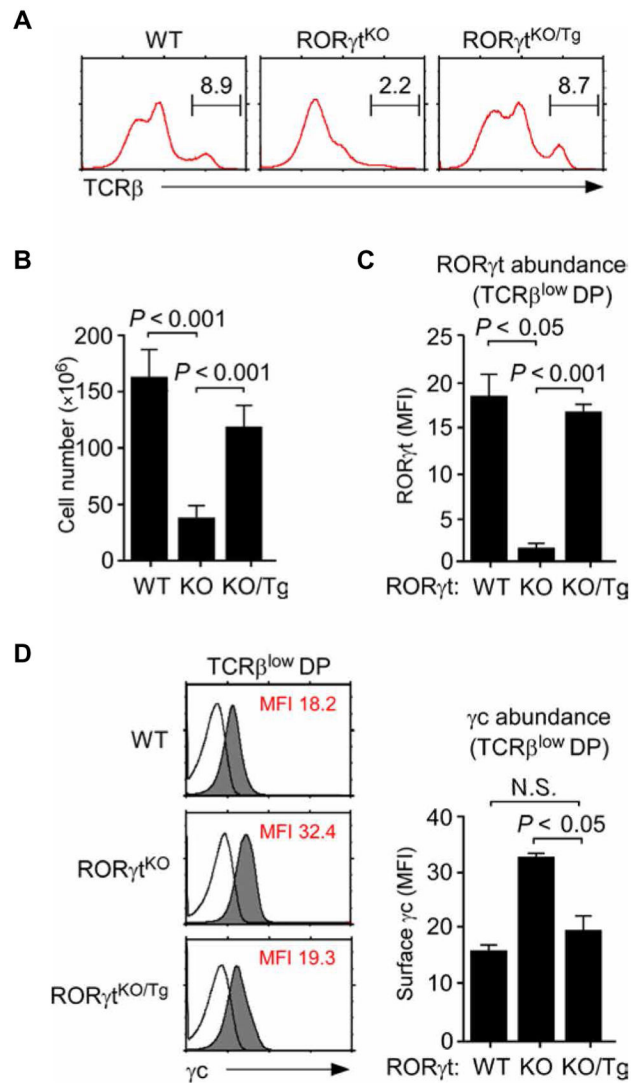 A
WT
RORγt^KO
RORγt^KO/Tg
8.9
2.2
8.7
TCRβ
B
Cell number (×10⁶)
P < 0.001
P < 0.001
200
150
100
50
0
WT KO KO/Tg
C
RORγt abundance
(TCRβ^low DP)
P < 0.05
P < 0.001
RORγt (MFI)
25
20
15
10
5
0
RORγt: WT KO KO/Tg
D
TCRβ^low DP
WT
MFI 18.2
RORγt^KO
MFI 32.4
RORγt^KO/Tg
MFI 19.3
γc
γc abundance
(TCRβ^low DP)
N.S.
P < 0.05
Surface γc (MFI)
40
30
20
10
0
RORγt: WT KO KO/Tg